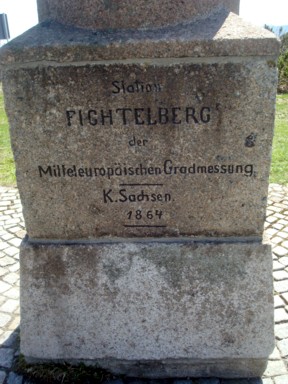 Station
FICHTELBERG
der
Mitteleuropäischen Gradmessung
K.Sachsen.
1864